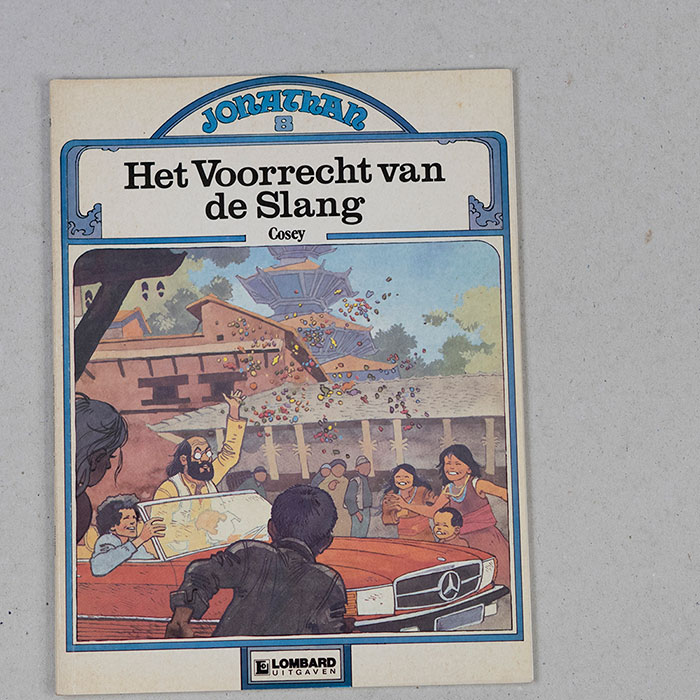 JONATHAN
8
Het Voorrecht van
de Slang
Cosey
LOMBARD
UITGAVEN